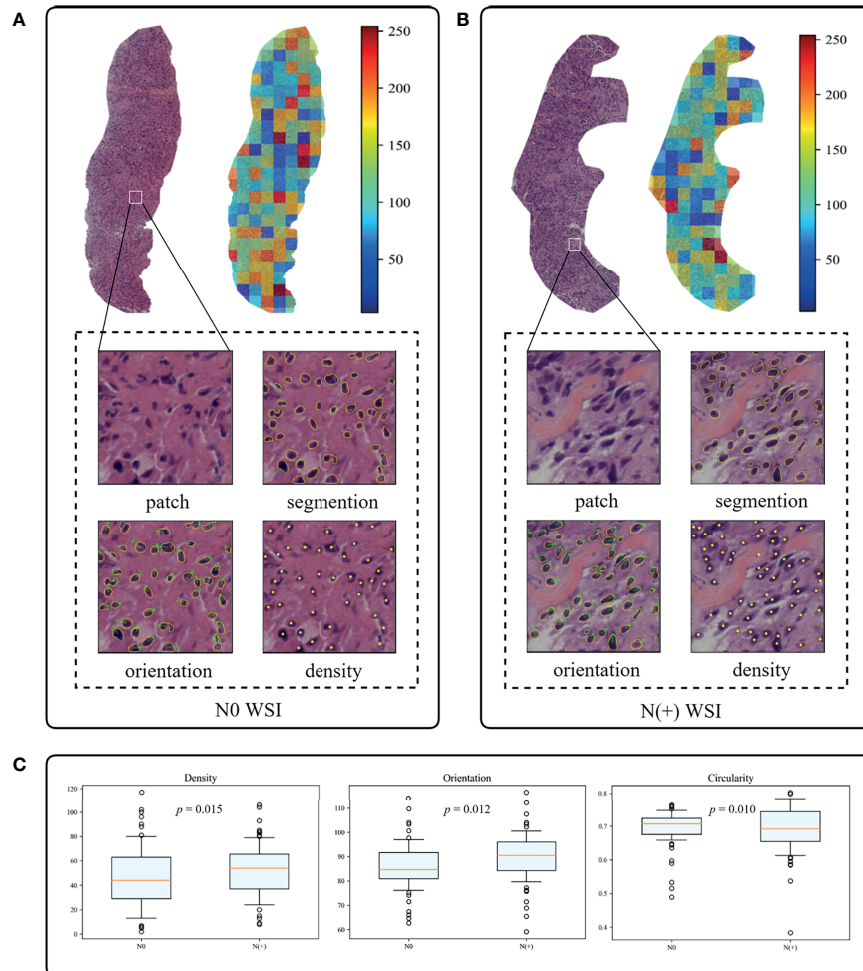 A
250
200
150
100
50
patch
segmention
orientation
density
N0 WSI
B
250
200
150
100
50
patch
segmention
orientation
density
N(+) WSI
C
Density
p = 0.015
120
100
80
60
40
20
0
N0
N(+)
Orientation
p = 0.012
110
100
90
80
70
60
N0
N(+)
Circularity
p = 0.010
0.8
0.7
0.6
0.5
0.4
N0
N(+)